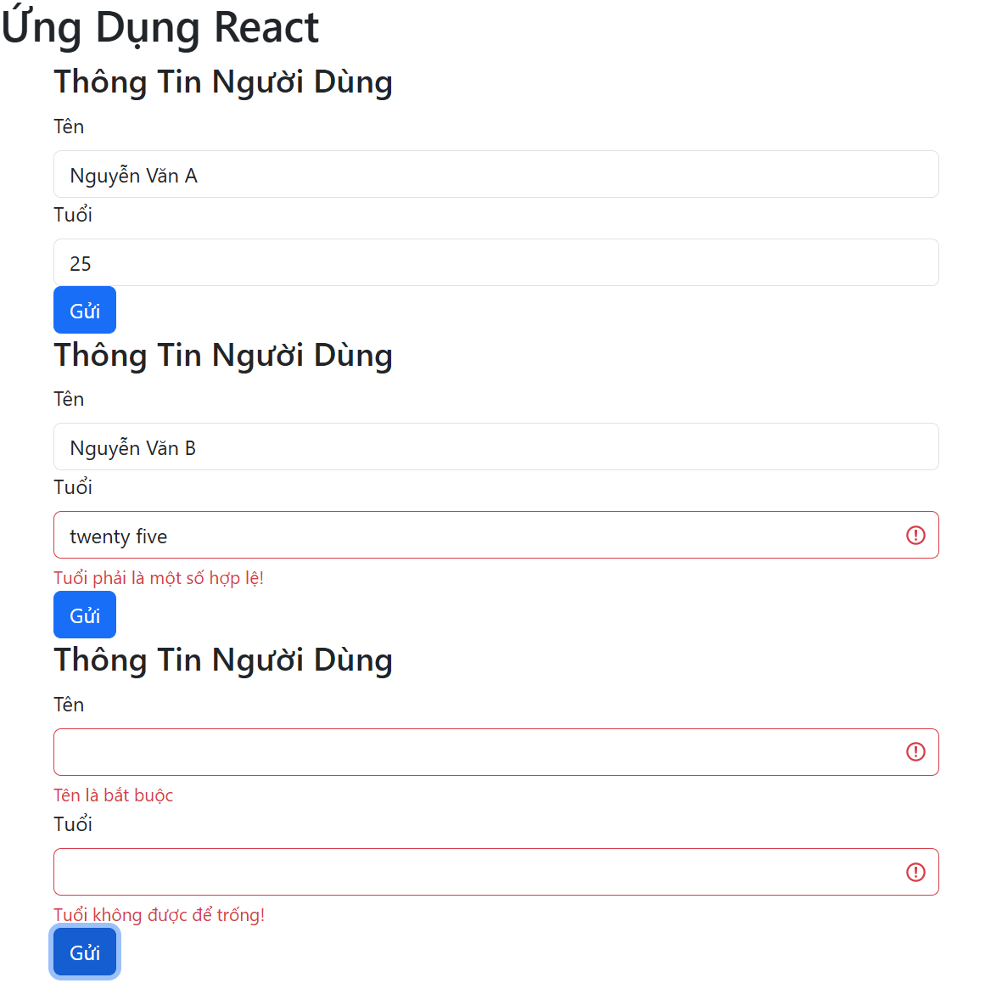 Ứng Dụng React
Thông Tin Người Dùng
Tên
Nguyễn Văn A
Tuổi
25
Gửi
Thông Tin Người Dùng
Tên
Nguyễn Văn B
Tuổi
twenty five
Tuổi phải là một số hợp lệ!
Gửi
Thông Tin Người Dùng
Tên
Tên là bắt buộc
Tuổi
Tuổi không được để trống!
Gửi